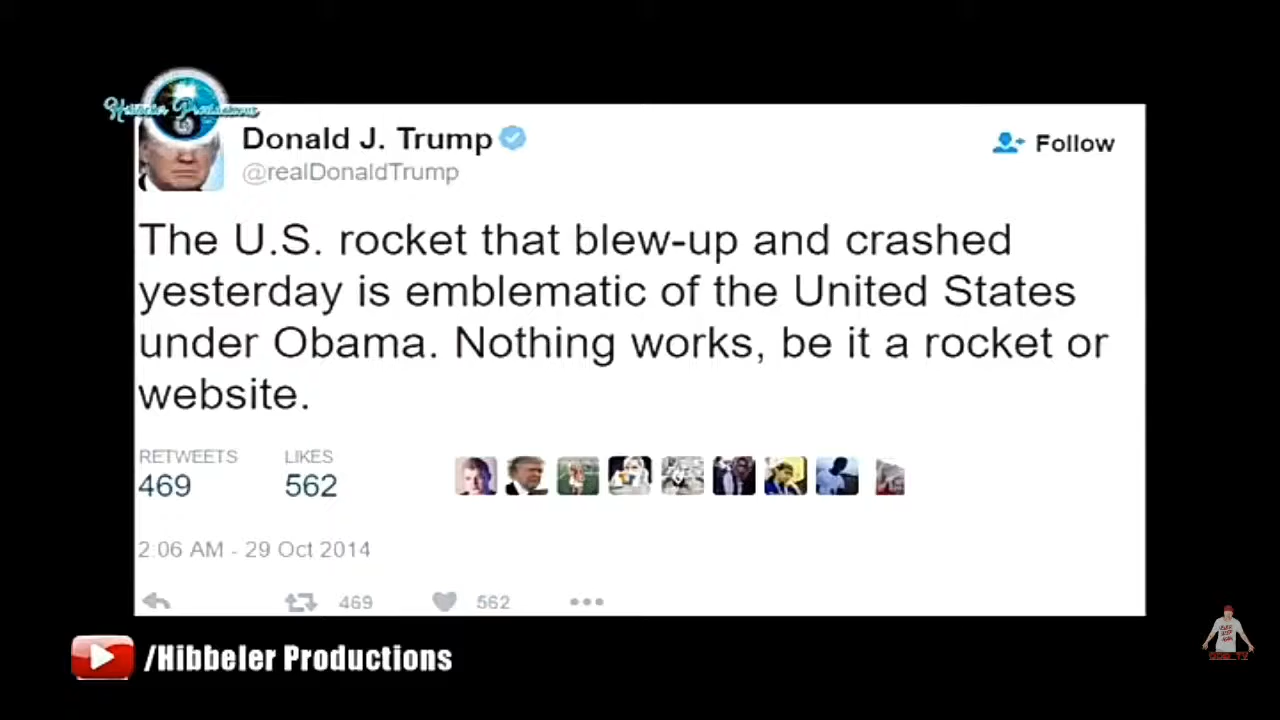 Hibbeler Productions
Donald J. Trump
Follow
@realDonaldTrump
The U.S. rocket that blew-up and crashed
yesterday is emblematic of the United States
under Obama. Nothing works, be it a rocket or
website.
RETWEETS LIKES
469 562
2:06 AM - 29 Oct 2014
469 562
/Hibbeler Productions